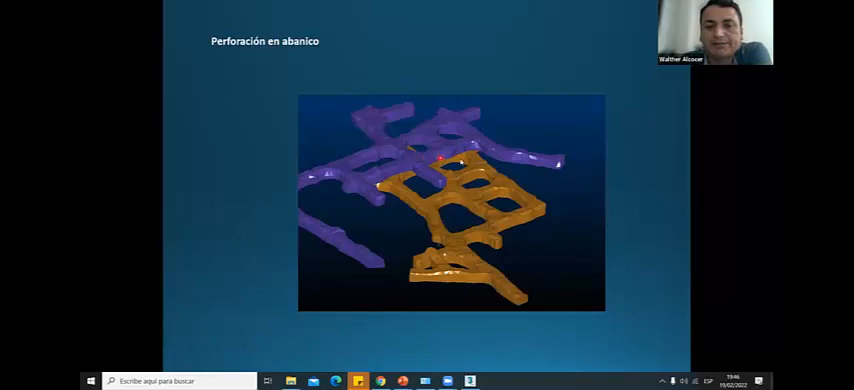 Perforación en abanico
Walther Alcocer
Escribe aquí para buscar
ESP
19:46
19/02/2022